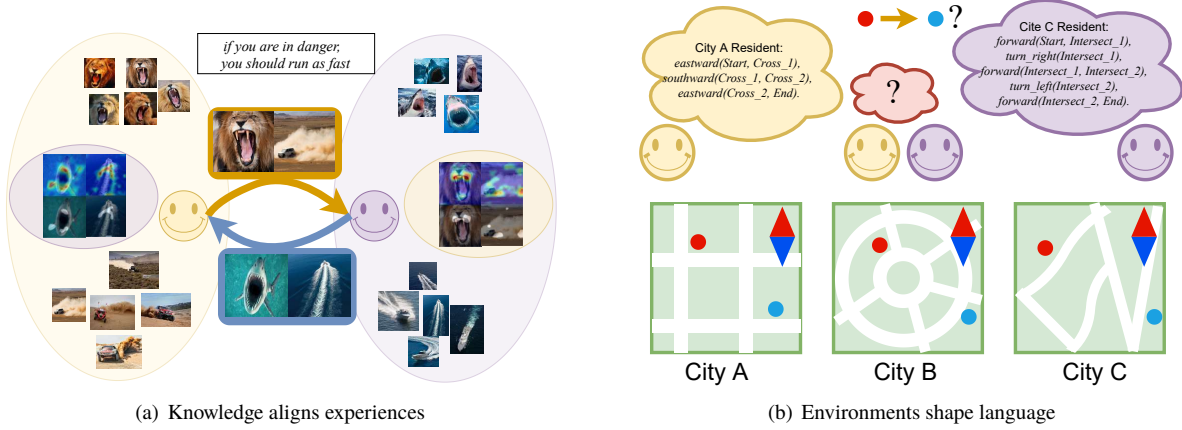 if you are in danger,
you should run as fast
(a) Knowledge aligns experiences
?
City A Resident:
eastward(Start, Cross_1),
southward(Cross_1, Cross_2),
eastward(Cross_2, End).
?
Cite C Resident:
forward(Start, Intersect_1),
turn_right(Intersect_1),
forward(Intersect_1, Intersect_2),
turn_left(Intersect_2),
forward(Intersect_2, End).
City A
City B
City C
(b) Environments shape language